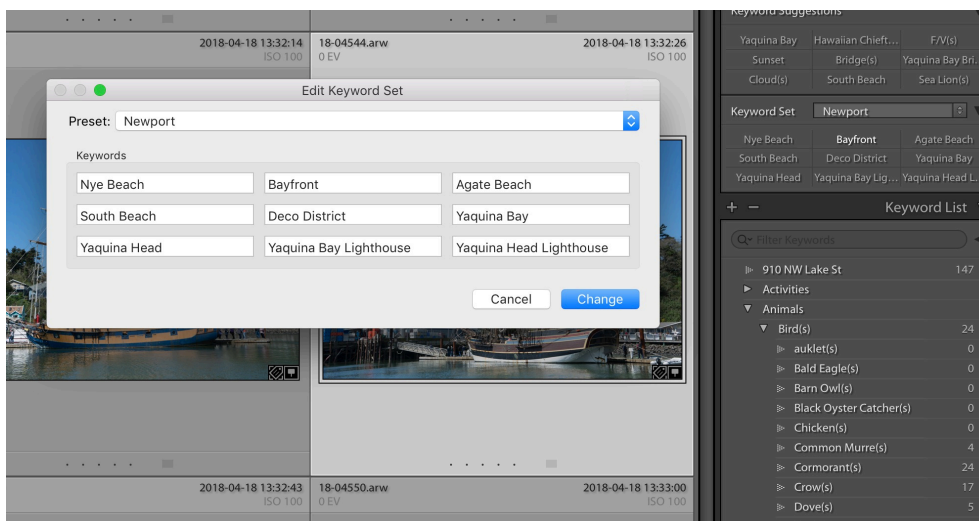 Keyword Suggestions
Yaquina Bay Hawaiian Chieft... F/V(s)
Sunset Bridge(s) Yaquina Bay Bri.
Cloud(s) South Beach Sea Lion(s)
Keyword Set Newport
Nye Beach Bayfront Agate Beach
South Beach Deco District Yaquina Bay
Yaquina Head Yaquina Bay Lig... Yaquina Head L.
+ − Keyword List
Filter Keywords
910 NW Lake St 147
Activities
Animals
Bird(s) 24
auklet(s) 0
Bald Eagle(s) 0
Barn Owl(s) 0
Black Oyster Catcher(s) 0
Chicken(s) 0
Common Murre(s) 4
Cormorant(s) 24
Crow(s) 17
Dove(s) 5
2018-04-18 13:32:14
ISO 100
18-04544.arw 2018-04-18 13:32:26
0 EV ISO 100
Edit Keyword Set
Preset: Newport
Keywords
Nye Beach Bayfront Agate Beach
South Beach Deco District Yaquina Bay
Yaquina Head Yaquina Bay Lighthouse Yaquina Head Lighthouse
Cancel Change
2018-04-18 13:32:43
ISO 100
18-04550.arw 2018-04-18 13:33:00
0 EV ISO 100